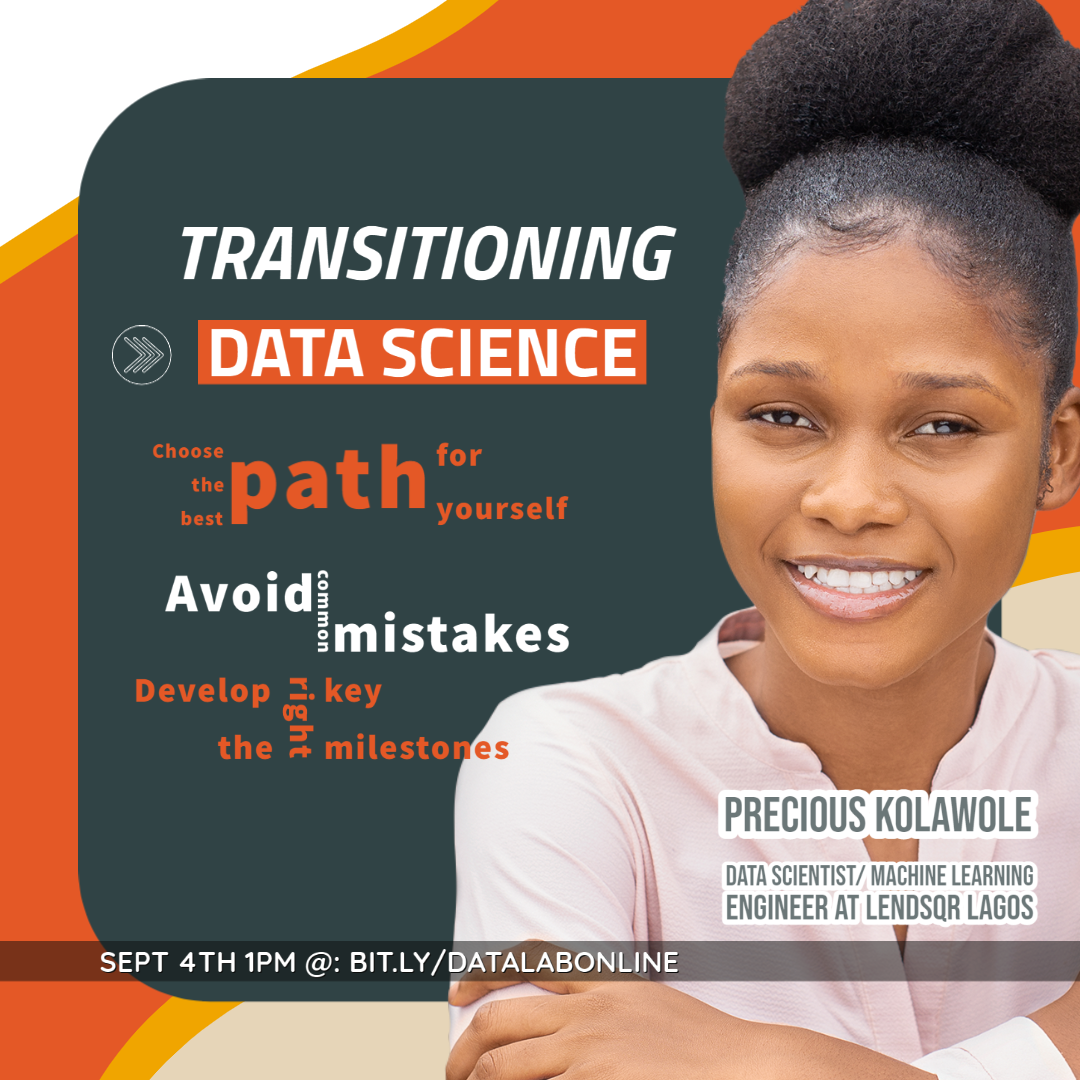 TRANSITIONING
DATA SCIENCE
Choose the best path for yourself
Avoid common mistakes
Develop the right key milestones
PRECIOUS KOLAWOLE
DATA SCIENTIST/ MACHINE LEARNING
ENGINEER AT LENDSQR LAGOS
SEPT 4TH 1PM @: BIT.LY/DATALABONLINE